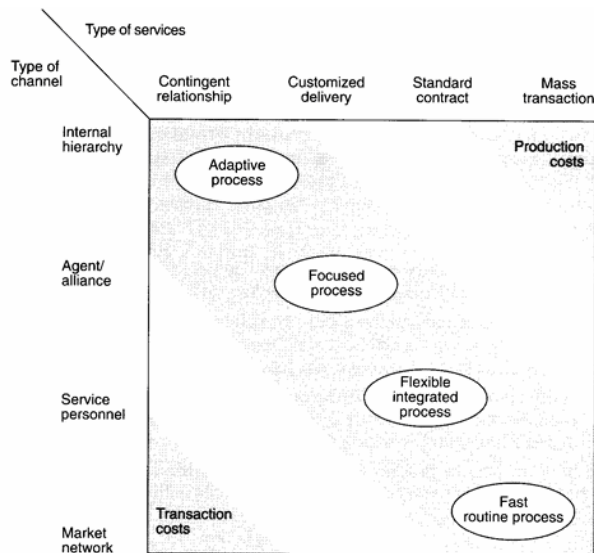 Type of services
Type of
channel
Contingent
relationship
Customized
delivery
Standard
contract
Mass
transaction
Internal
hierarchy
Adaptive
process
Production
costs
Agent/
alliance
Focused
process
Service
personnel
Flexible
integrated
process
Transaction
costs
Fast
routine process
Market
network